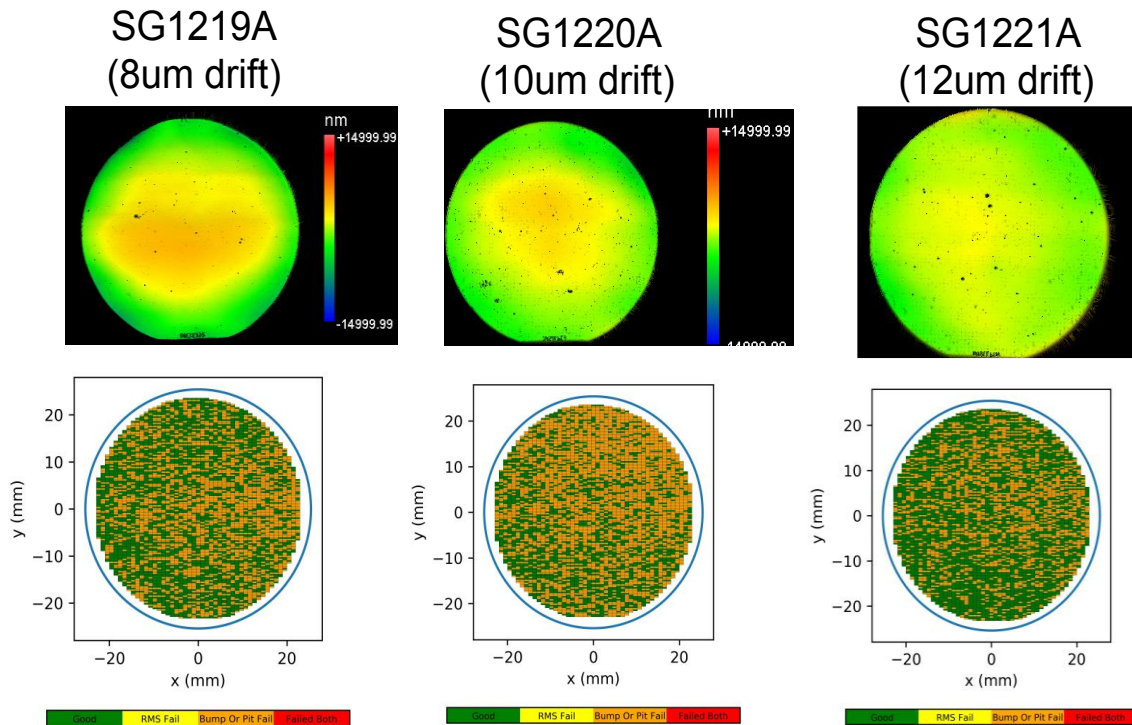 SG1219A
(8um drift)
SG1220A
(10um drift)
SG1221A
(12um drift)
nm
+14999.99
-14999.99
nm
+14999.99
-14999.99
y (mm)
20
10
0
−10
−20
−20 0 20
x (mm)
y (mm)
20
10
0
−10
−20
−20 0 20
x (mm)
y (mm)
20
10
0
−10
−20
−20 0 20
x (mm)
Good RMS Fail Bump Or Pit Fail Failed Both
Good RMS Fail Bump Or Pit Fail Failed Both
Good RMS Fail Bump Or Pit Fail Failed Both